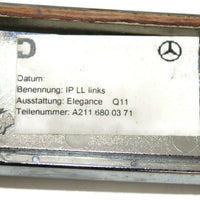 D
Datum:
Benennung: IP LL links
Ausstattung: Elegance Q11
Teilenummer: A211 680 03 71